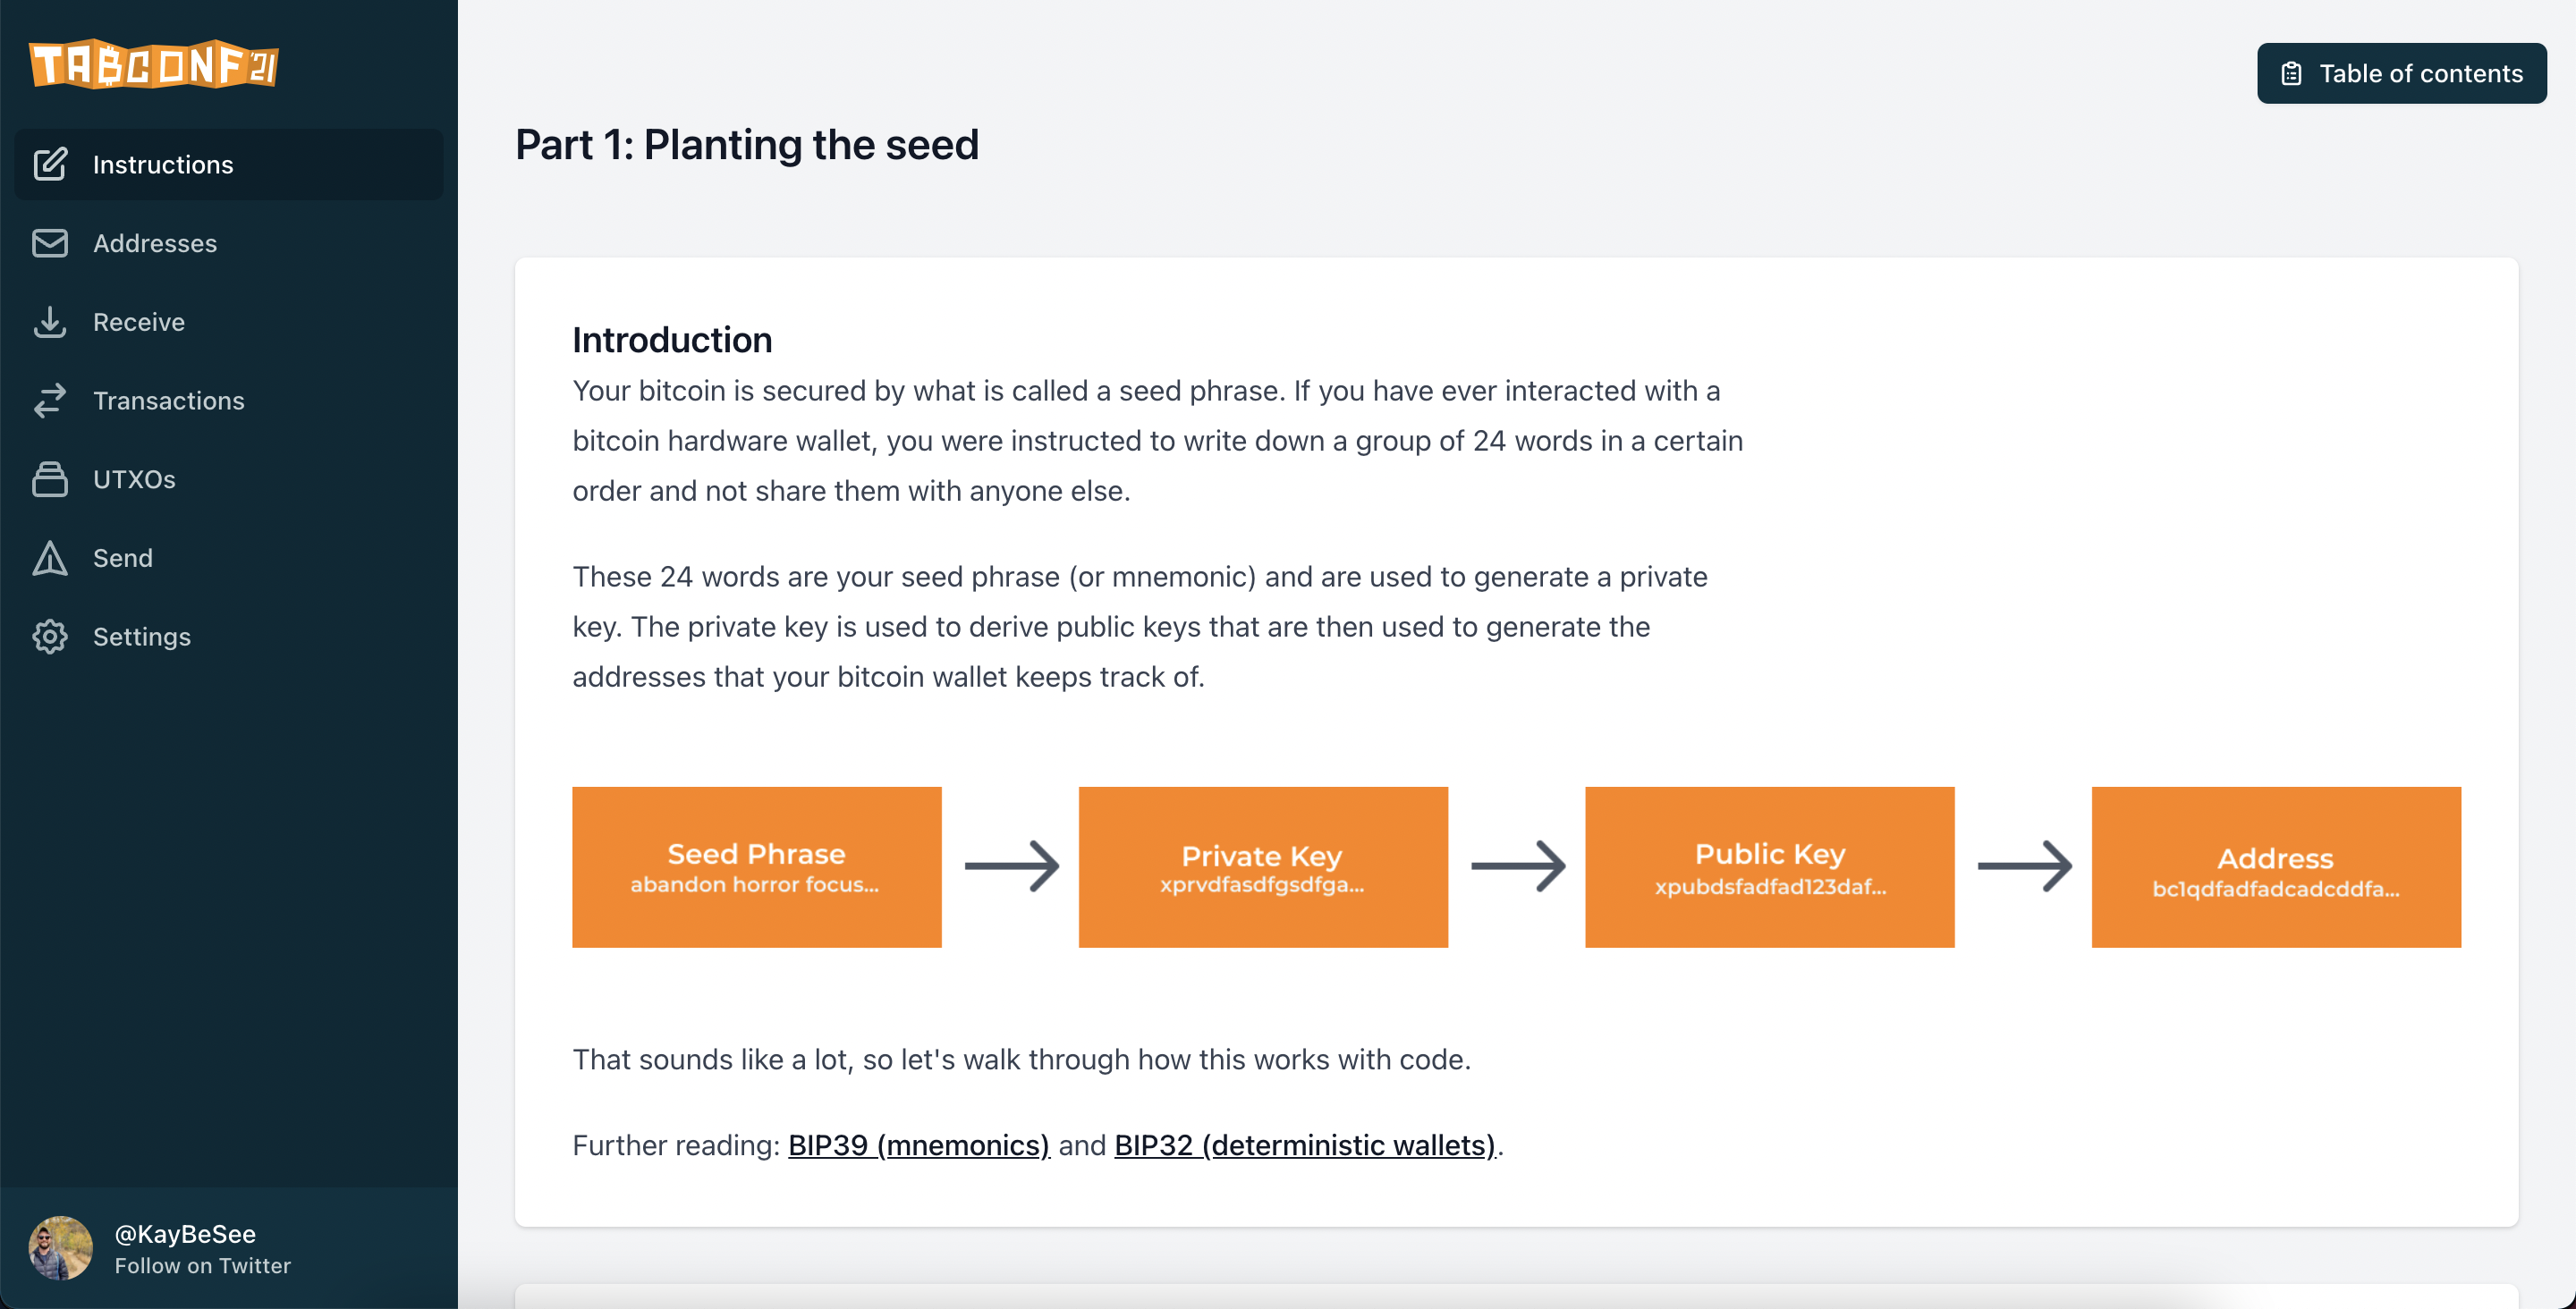 TABCONF '21
Instructions
Addresses
Receive
Transactions
UTXOs
Send
Settings
@KayBeSee
Follow on Twitter
Table of contents
Part 1: Planting the seed
Introduction
Your bitcoin is secured by what is called a seed phrase. If you have ever interacted with a
bitcoin hardware wallet, you were instructed to write down a group of 24 words in a certain
order and not share them with anyone else.
These 24 words are your seed phrase (or mnemonic) and are used to generate a private
key. The private key is used to derive public keys that are then used to generate the
addresses that your bitcoin wallet keeps track of.
Seed Phrase
abandon horror focus...
Private Key
xprvdfasdfgsdfga...
Public Key
xpubdsfadfad123daf...
Address
bc1qdfadfadcadcddfa...
That sounds like a lot, so let's walk through how this works with code.
Further reading: BIP39 (mnemonics) and BIP32 (deterministic wallets).